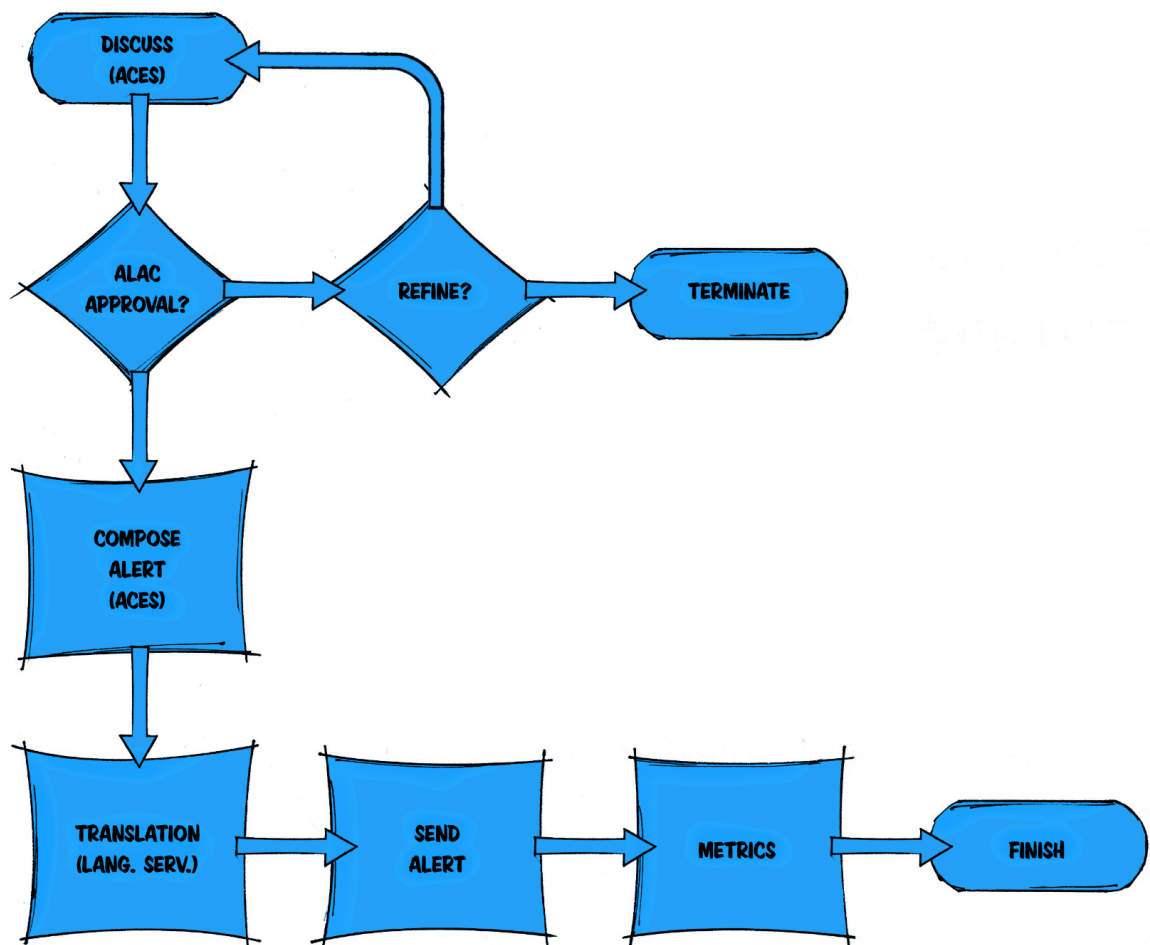 DISCUSS
(ACES)
ALAC
APPROVAL?
REFINE?
TERMINATE
COMPOSE
ALERT
(ACES)
TRANSLATION
(LANG. SERV.)
SEND
ALERT
METRICS
FINISH